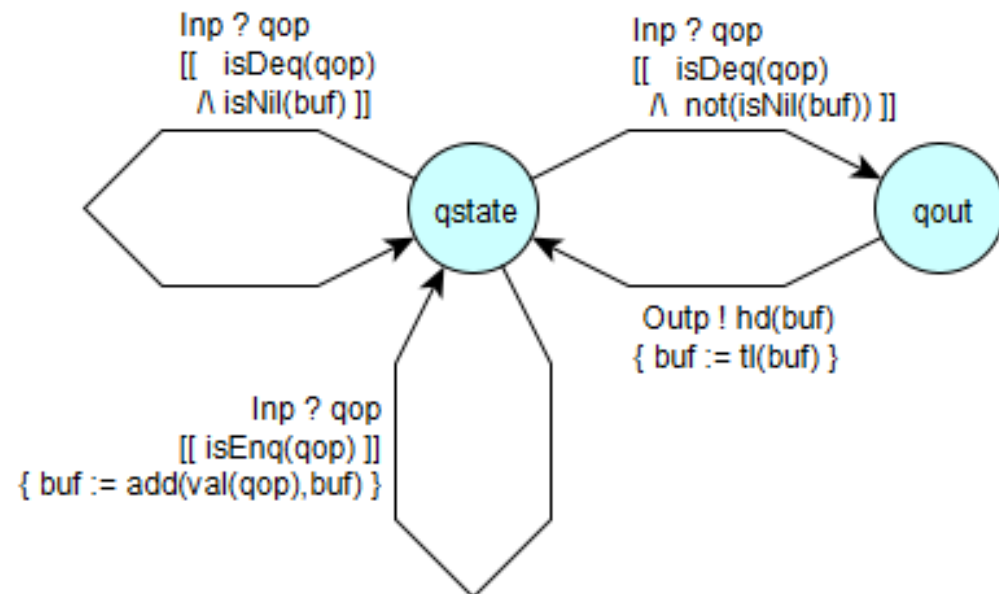 Inp ? qop
[[ isDeq(qop)
/\ isNil(buf) ]]
Inp ? qop
[[ isDeq(qop)
/\ not(isNil(buf)) ]]
qstate
qout
Outp ! hd(buf)
{ buf := tl(buf) }
Inp ? qop
[[ isEnq(qop) ]]
{ buf := add(val(qop),buf) }